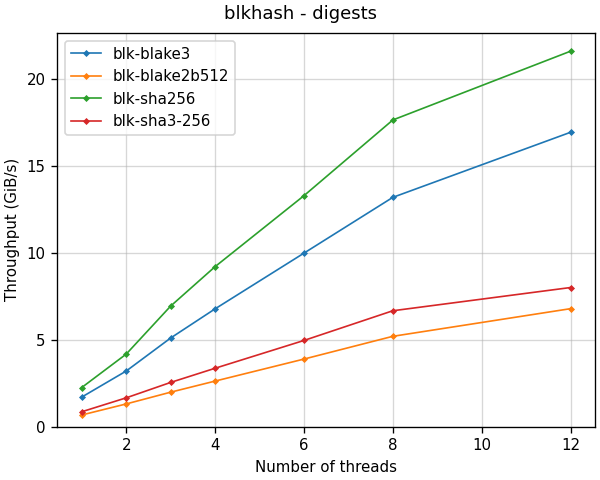 blkhash - digests
blk-blake3
blk-blake2b512
blk-sha256
blk-sha3-256
Throughput (GiB/s)
20
15
10
5
0
2 4 6 8 10 12
Number of threads